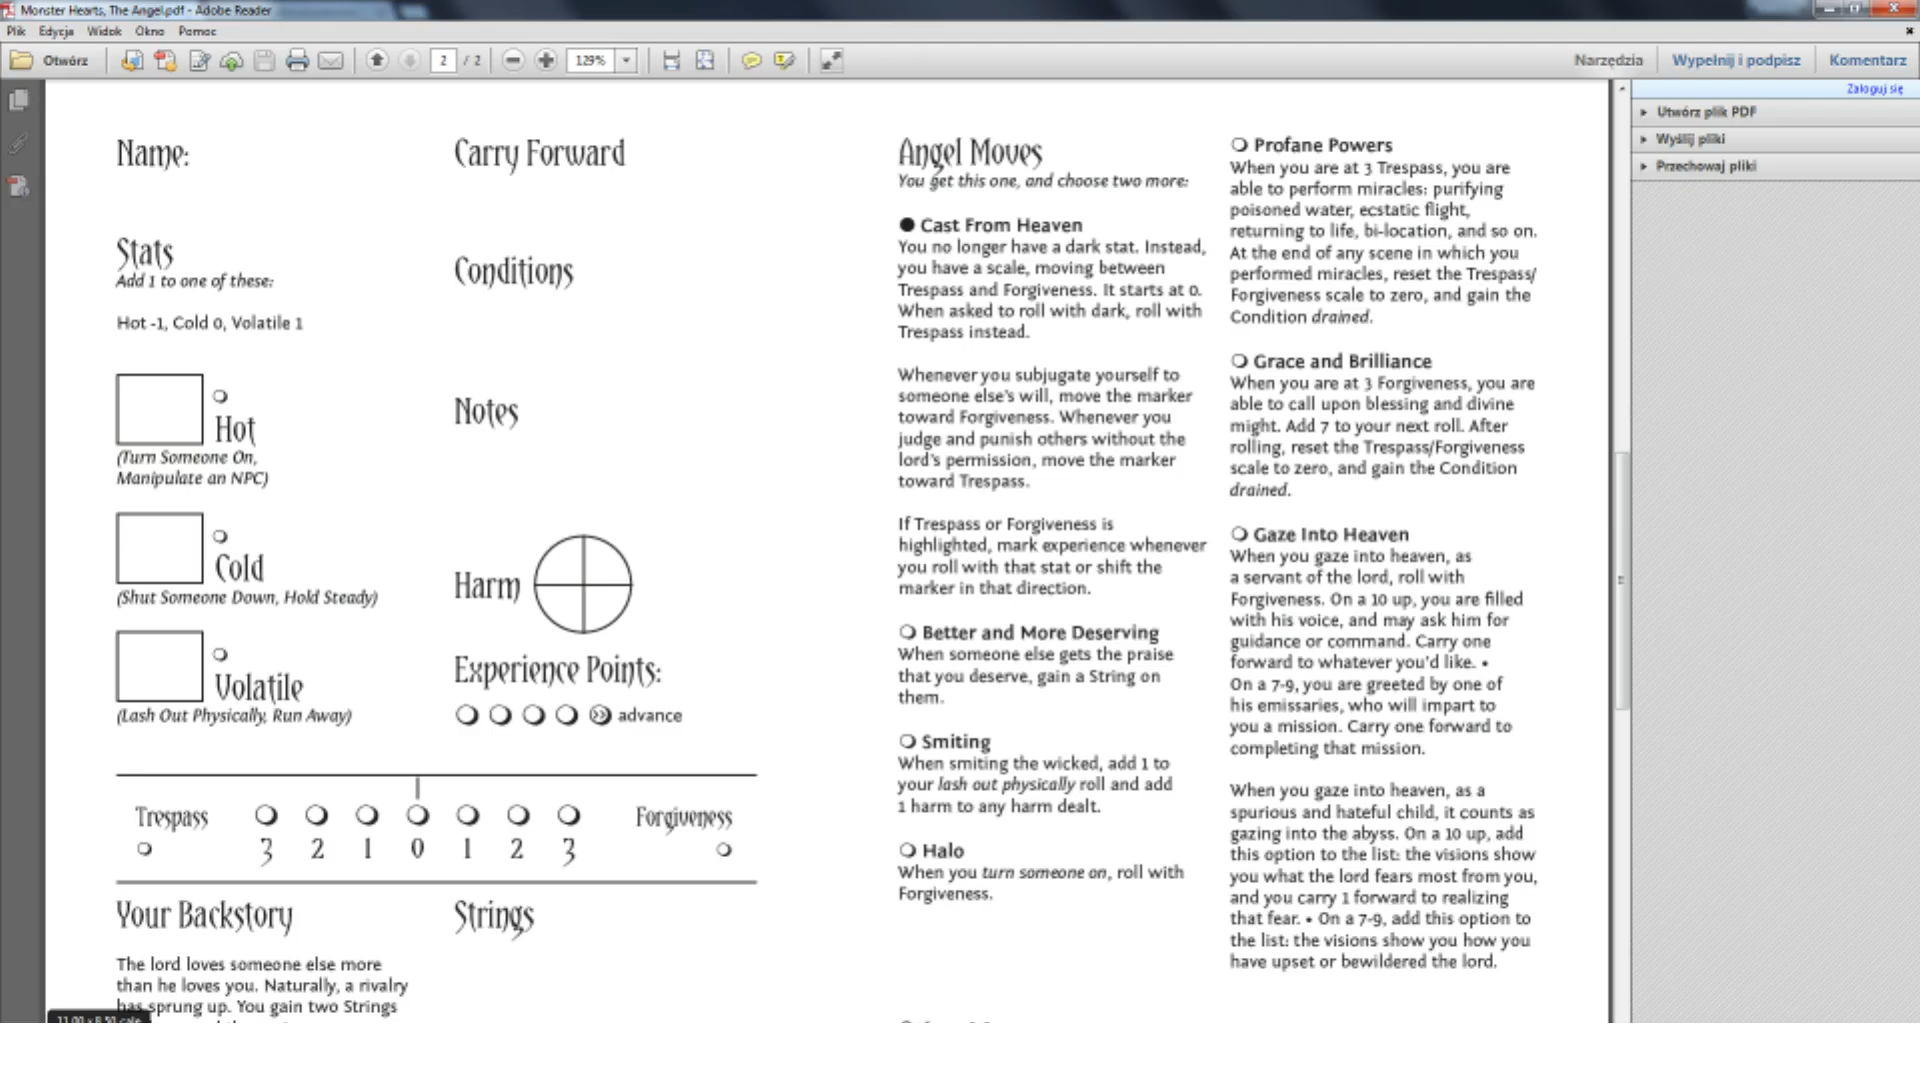 Monster Hearts, The Angel.pdf - Adobe Reader
Plik Edycja Widok Okno Pomoc
Otwórz
2 / 2
129%
Narzędzia
Wypełnij i podpisz
Komentarz
Zaloguj się
Utwórz plik PDF
Wyślij pliki
Przechowaj pliki
Name:
Stats
Add 1 to one of these:
Hot -1, Cold 0, Volatile 1
Hot
(Turn Someone On,
Manipulate an NPC)
Cold
(Shut Someone Down, Hold Steady)
Volatile
(Lash Out Physically, Run Away)
Carry Forward
Conditions
Notes
Harm
Experience Points:
advance
Trespass
3 2 1 0 1 2 3
Forgiveness
Your Backstory
The lord loves someone else more
than he loves you. Naturally, a rivalry
has sprung up. You gain two Strings
Strings
11,00 x 8,50 cale
Angel Moves
You get this one, and choose two more:
Cast From Heaven
You no longer have a dark stat. Instead,
you have a scale, moving between
Trespass and Forgiveness. It starts at 0.
When asked to roll with dark, roll with
Trespass instead.
Whenever you subjugate yourself to
someone else's will, move the marker
toward Forgiveness. Whenever you
judge and punish others without the
lord's permission, move the marker
toward Trespass.
If Trespass or Forgiveness is
highlighted, mark experience whenever
you roll with that stat or shift the
marker in that direction.
Better and More Deserving
When someone else gets the praise
that you deserve, gain a String on
them.
Smiting
When smiting the wicked, add 1 to
your lash out physically roll and add
1 harm to any harm dealt.
Halo
When you turn someone on, roll with
Forgiveness.
Profane Powers
When you are at 3 Trespass, you are
able to perform miracles: purifying
poisoned water, ecstatic flight,
returning to life, bi-location, and so on.
At the end of any scene in which you
performed miracles, reset the Trespass/
Forgiveness scale to zero, and gain the
Condition drained.
Grace and Brilliance
When you are at 3 Forgiveness, you are
able to call upon blessing and divine
might. Add 7 to your next roll. After
rolling, reset the Trespass/Forgiveness
scale to zero, and gain the Condition
drained.
Gaze Into Heaven
When you gaze into heaven, as
a servant of the lord, roll with
Forgiveness. On a 10 up, you are filled
with his voice, and may ask him for
guidance or command. Carry one
forward to whatever you'd like. •
On a 7-9, you are greeted by one of
his emissaries, who will impart to
you a mission. Carry one forward to
completing that mission.
When you gaze into heaven, as a
spurious and hateful child, it counts as
gazing into the abyss. On a 10 up, add
this option to the list: the visions show
you what the lord fears most from you,
and you carry 1 forward to realizing
that fear. • On a 7-9, add this option to
the list: the visions show you how you
have upset or bewildered the lord.